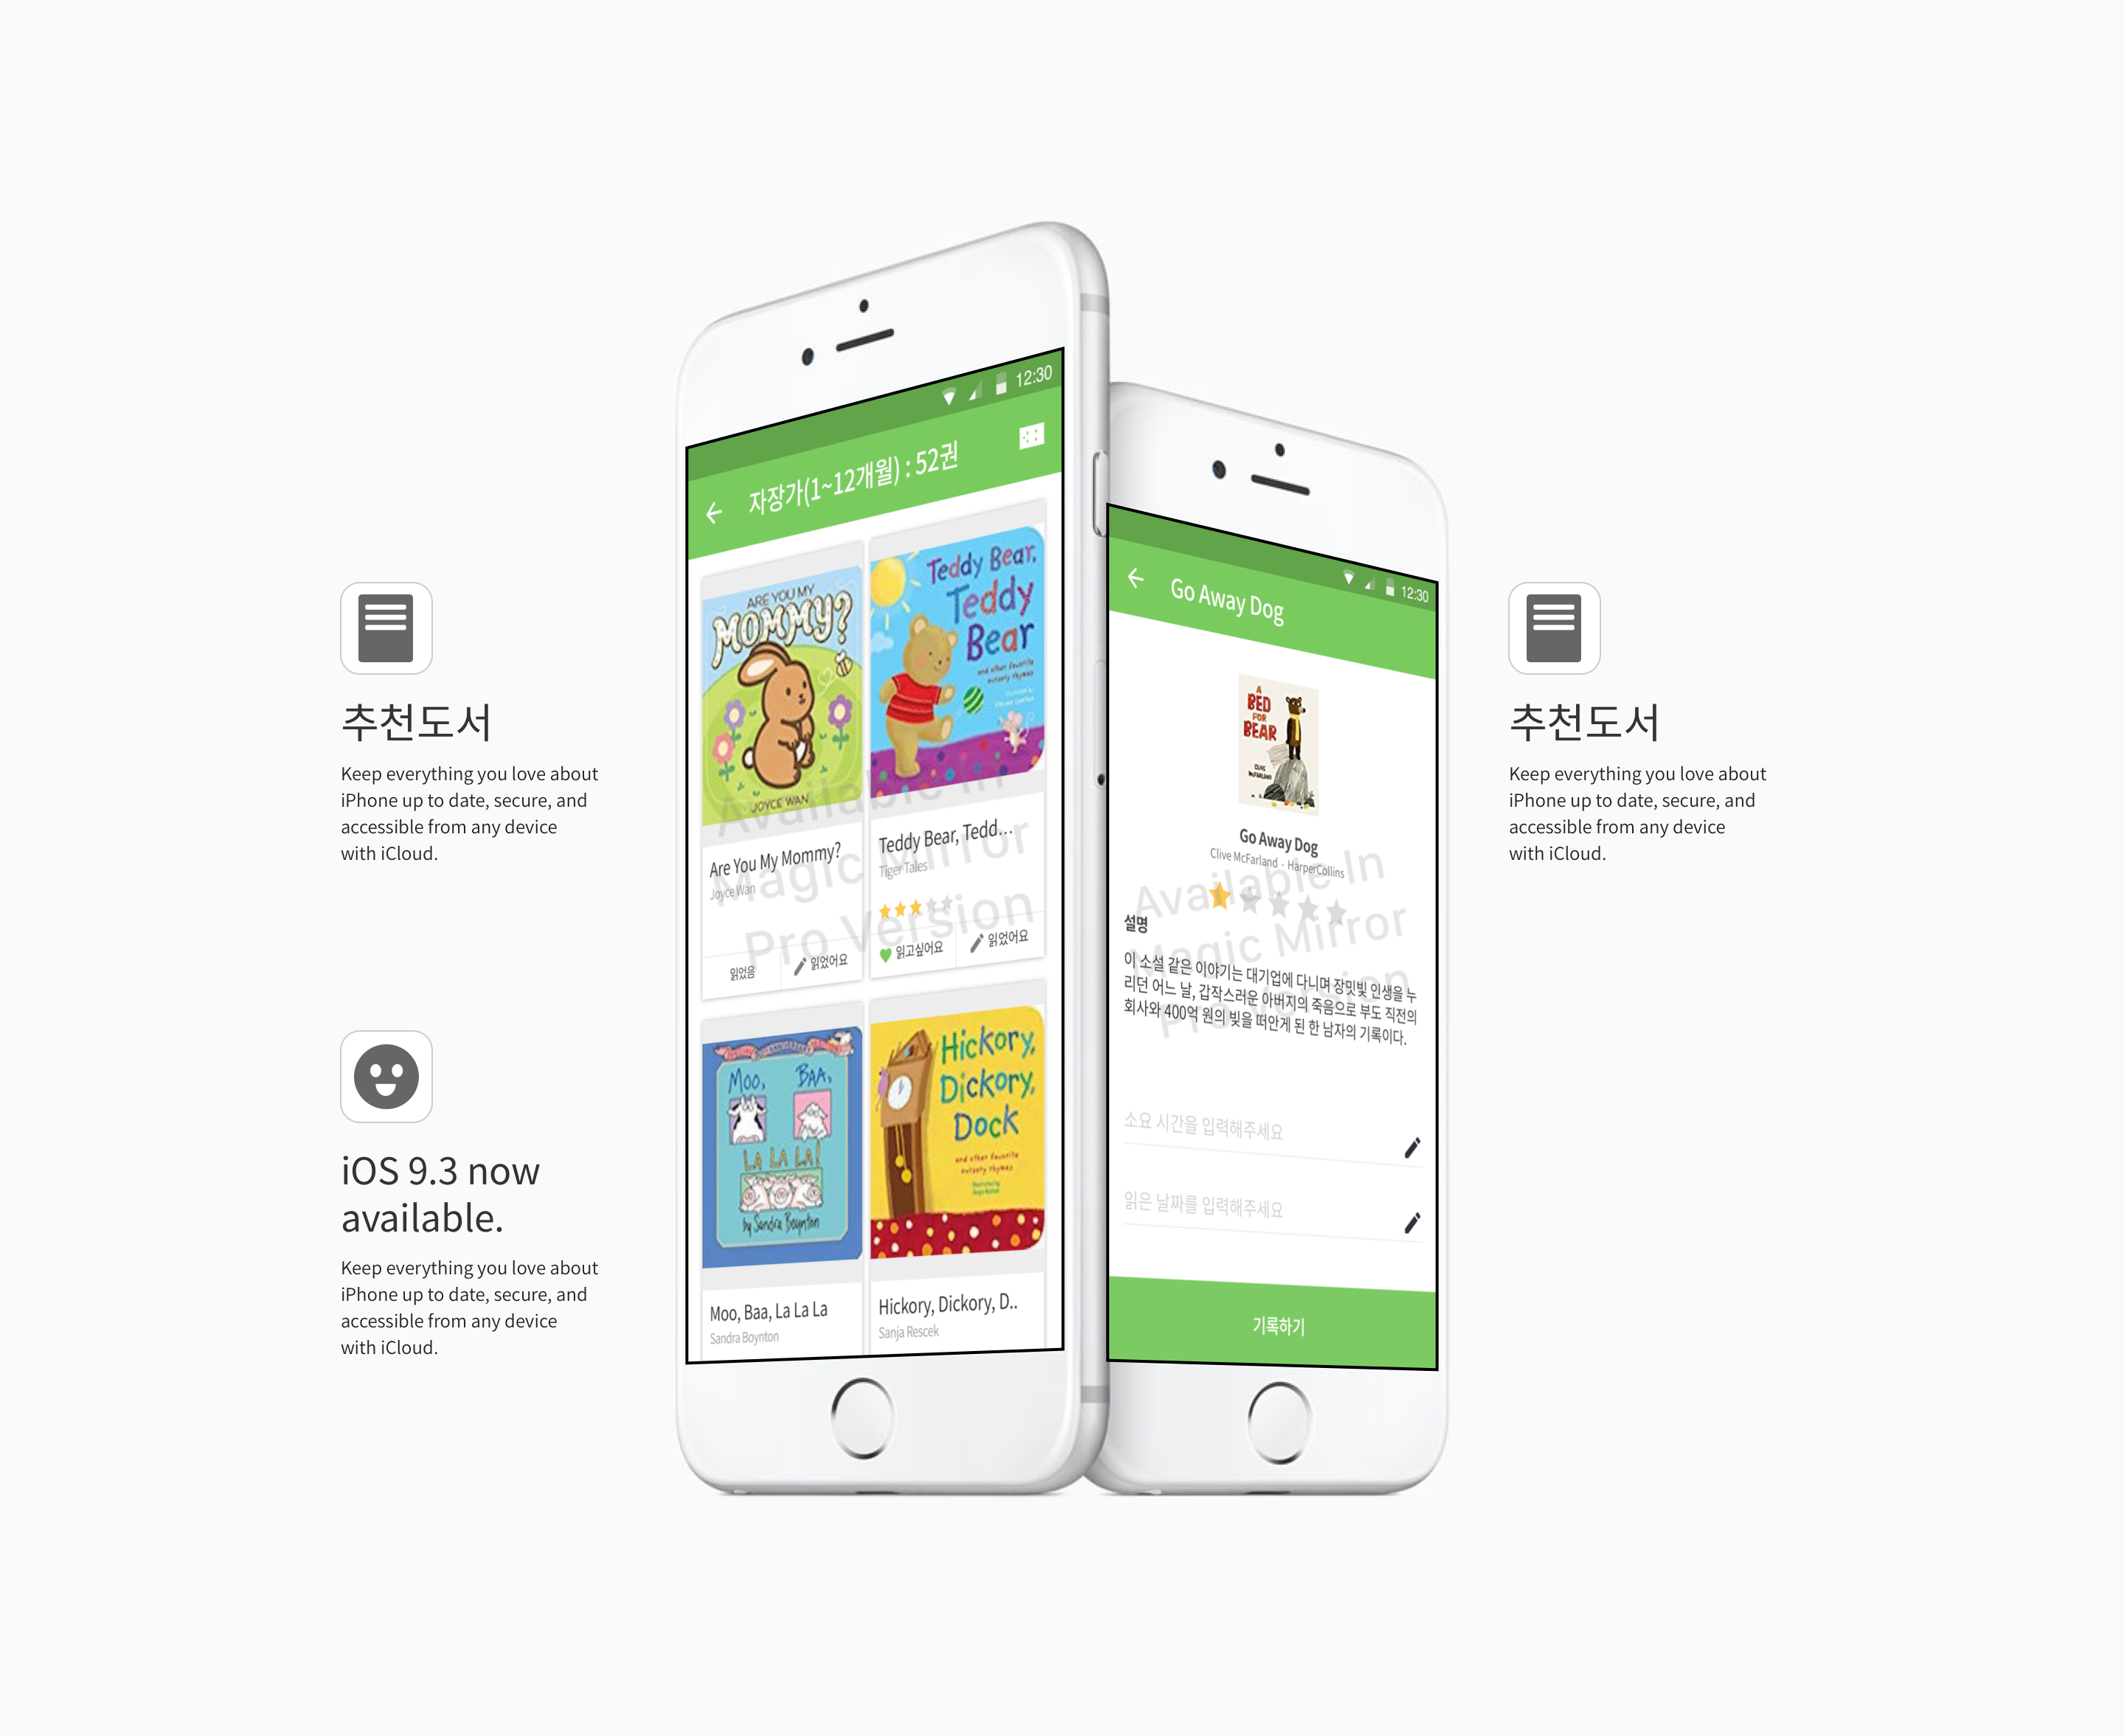 추천도서
Keep everything you love about
iPhone up to date, secure, and
accessible from any device
with iCloud.
iOS 9.3 now
available.
Keep everything you love about
iPhone up to date, secure, and
accessible from any device
with iCloud.
12:30
자장가(1~12개월) : 52권
ARE YOU MY
MOMMY?
JOYCE WAN
Are You My Mommy?
Joyce Wan
읽었음
읽었어요
Teddy Bear,
Teddy
Bear
and other favorite
nursery rhymes
Teddy Bear, Tedd...
Tiger Tales
읽고싶어요
읽었어요
Available In
Magic Mirror
Pro Version
MOO,
BAA,
LA LA LA!
by Sandra Boynton
Moo, Baa, La La La
Sandra Boynton
Hickory,
Dickory,
Dock
and other favorite
nursery rhymes
Hickory, Dickory, D..
Sanja Rescek
12:30
Go Away Dog
A
BED
FOR
BEAR
CLIVE
McFARLAND
Go Away Dog
Clive McFarland · HarperCollins
Available In
Magic Mirror
Pro Version
설명
이 소설 같은 이야기는 대기업에 다니며 장밋빛 인생을 누
리던 어느 날, 갑작스러운 아버지의 죽음으로 부도 직전의
회사와 400억 원의 빚을 떠안게 된 한 남자의 기록이다.
소요 시간을 입력해주세요
읽은 날짜를 입력해주세요
기록하기
추천도서
Keep everything you love about
iPhone up to date, secure, and
accessible from any device
with iCloud.